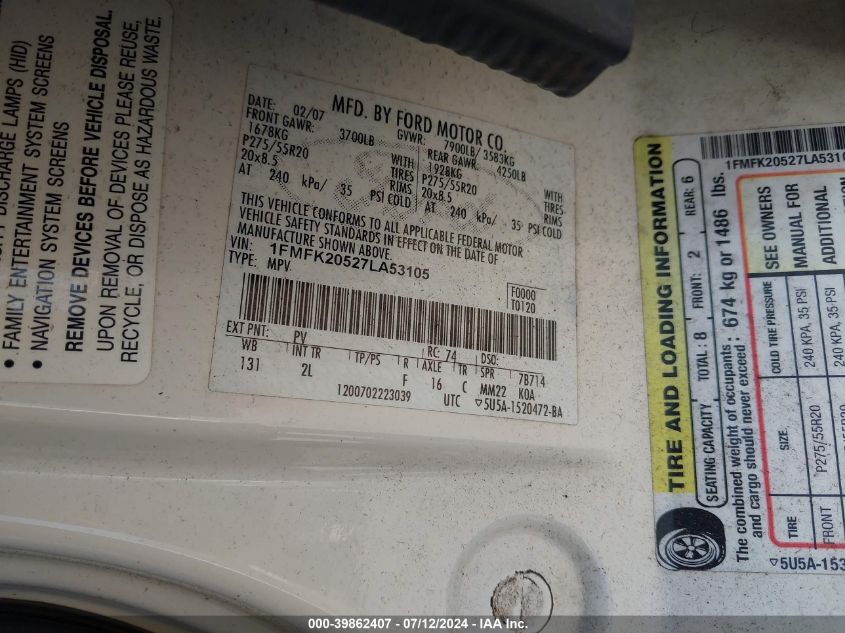 Y DISCHARGE LAMPS (HID)
• FAMILY ENTERTAINMENT SYSTEM SCREENS
• NAVIGATION SYSTEM SCREENS
REMOVE DEVICES BEFORE VEHICLE DISPOSAL
UPON REMOVAL OF DEVICES PLEASE REUSE,
RECYCLE, OR DISPOSE AS HAZARDOUS WASTE.
MFD. BY FORD MOTOR CO.
DATE: 02/07 GVWR: 7900LB/ 3583KG
FRONT GAWR: 3700LB REAR GAWR: 4250LB
1678KG WITH 1928KG WITH
P275/55R20 TIRES P275/55R20 TIRES
20x8.5 RIMS 20x8.5 RIMS
AT 240 kPa/ 35 PSI COLD AT 240 kPa/ 35 PSI COLD
THIS VEHICLE CONFORMS TO ALL APPLICABLE FEDERAL MOTOR
VEHICLE SAFETY STANDARDS IN EFFECT ON THE DATE OF
MANUFACTURE SHOWN ABOVE.
VIN: 1FMFK20527LA53105
TYPE: MPV
F0000
T0120
EXT PNT: PV RC: 74 DSO:
WB INT TR TP/PS R AXLE TR SPR 7B714
131 2L F 16 C MM22 K0A
1200702223039 UTC ▽5U5A-1520472-BA
1FMFK20527LA5310
TIRE AND LOADING INFORMATION
SEATING CAPACITY TOTAL: 8 FRONT: 2 REAR: 6
The combined weight of occupants
and cargo should never exceed : 674 kg or 1486 lbs.
TIRE SIZE COLD TIRE PRESSURE SEE OWNERS
MANUAL FOR
ADDITIONAL
FRONT P275/55R20 240 KPA, 35 PSI
240 KPA, 35 PSI
▽5U5A-153
000-39862407 - 07/12/2024 - IAA Inc.